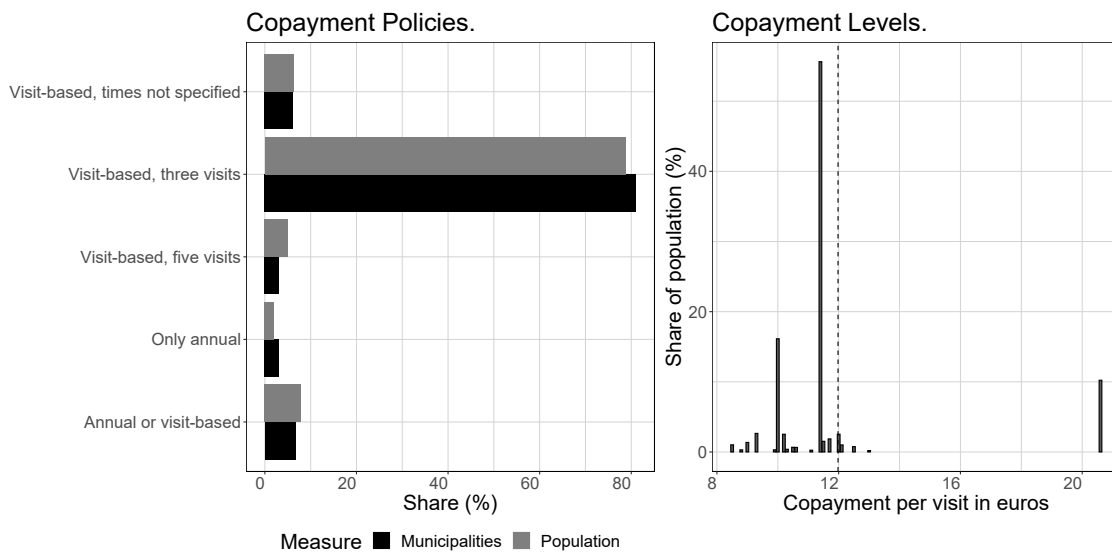 Copayment Policies.
Visit-based, times not specified
Visit-based, three visits
Visit-based, five visits
Only annual
Annual or visit-based
0 20 40 60 80
Share (%)
Measure Municipalities Population
Copayment Levels.
Share of population (%)
40
20
0
8 12 16 20
Copayment per visit in euros